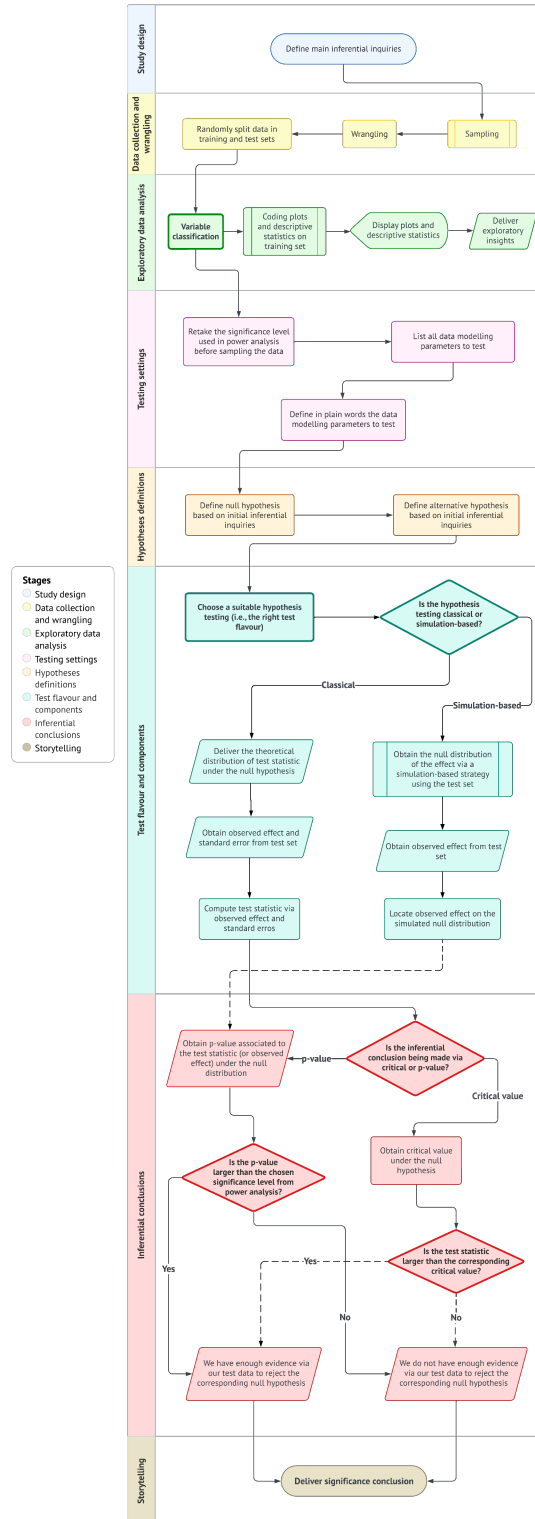 Study design
Define main inferential inquiries
Data collection and
wrangling
Randomly split data in
training and test sets
Wrangling
Sampling
Exploratory data analysis
Variable
classification
Coding plots
and descriptive
statistics on
training set
Display plots and
descriptive statistics
Deliver
exploratory
insights
Testing settings
Retake the significance level
used in power analysis
before sampling the data
List all data modelling
parameters to test
Define in plain words the data
modelling parameters to test
Hypotheses definitions
Define null hypothesis
based on initial inferential
inquiries
Define alternative hypothesis
based on initial inferential
inquiries
Stages
Study design
Data collection
and wrangling
Exploratory data
analysis
Testing settings
Hypotheses
definitions
Test flavour and
components
Inferential
conclusions
Storytelling
Test flavour and components
Choose a suitable hypothesis
testing (i.e., the right test
flavour)
Is the hypothesis
testing classical or
simulation-based?
Classical
Simulation-based
Deliver the theoretical
distribution of test statistic
under the null hypothesis
Obtain the null distribution
of the effect via a
simulation-based strategy
using the test set
Obtain observed effect and
standard error from test set
Obtain observed effect from test
set
Compute test statistic via
observed effect and
standard erros
Locate observed effect on the
simulated null distribution
Inferential conclusions
Obtain p-value associated to
the test statistic (or observed
effect) under the null
distribution
p-value
Is the inferential
conclusion being made via
critical or p-value?
Critical value
Obtain critical value
under the null
hypothesis
Is the p-value
larger than the chosen
significance level from
power analysis?
Is the test statistic
larger than the corresponding
critical value?
Yes
Yes
No
No
We have enough evidence via
our test data to reject the
corresponding null hypothesis
We do not have enough evidence
via our test data to reject the
corresponding null hypothesis
Storytelling
Deliver significance conclusion